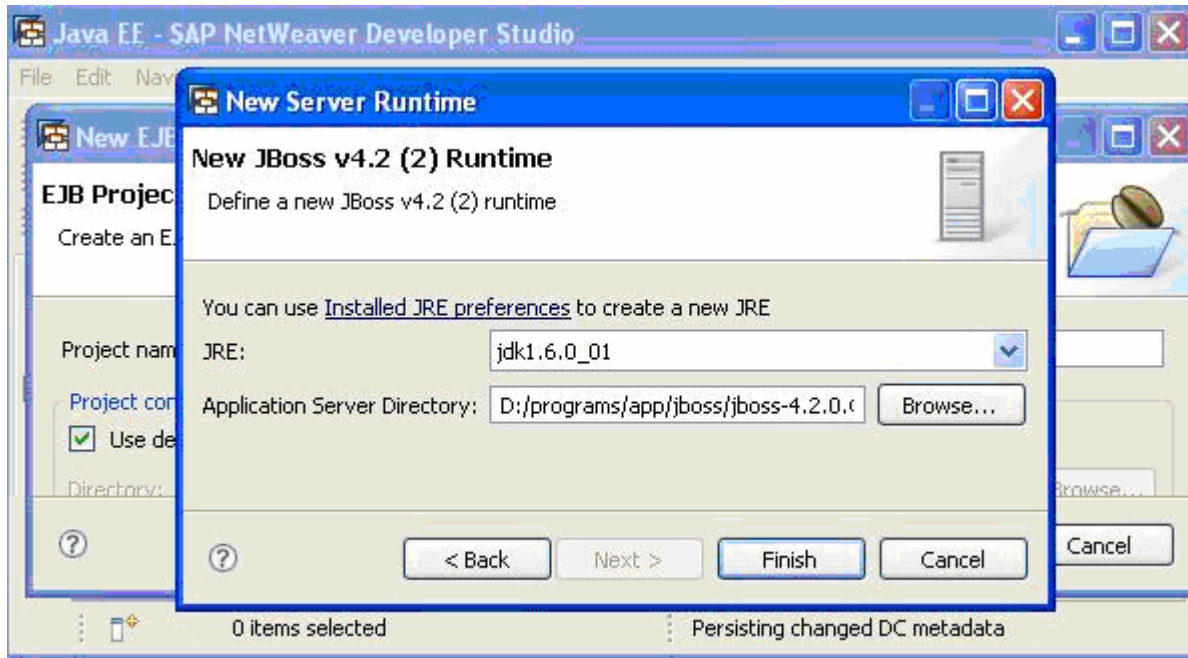 Java EE - SAP NetWeaver Developer Studio
File Edit Navi
New Server Runtime
New EJB
New JBoss v4.2 (2) Runtime
EJB Projec
Define a new JBoss v4.2 (2) runtime
Create an E
You can use Installed JRE preferences to create a new JRE
Project nam
JRE: jdk1.6.0_01
Project con
Application Server Directory: D:/programs/app/jboss/jboss-4.2.0. Browse...
Use de
Directory: Browse...
< Back Next > Finish Cancel
Cancel
0 items selected Persisting changed DC metadata